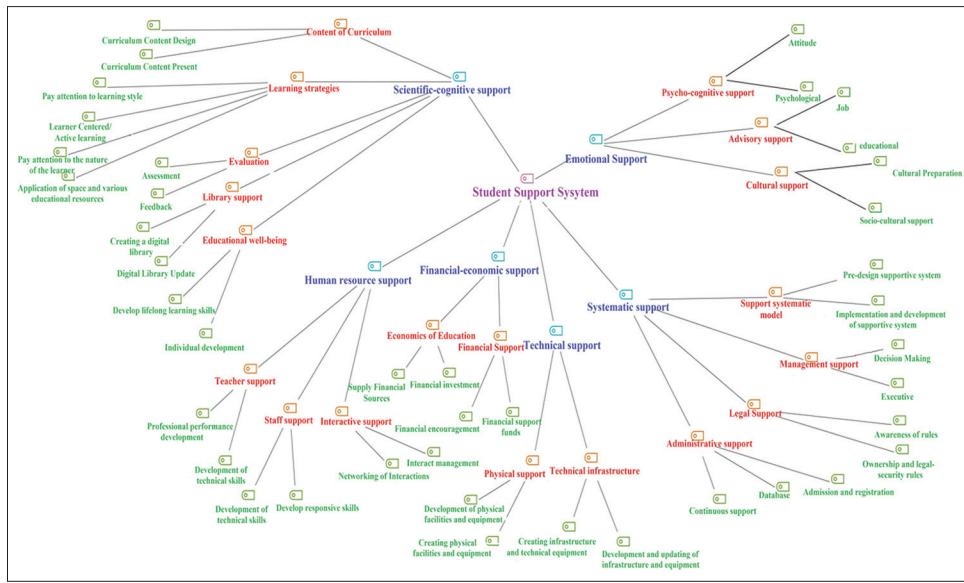 Content of Curriculum
Curriculum Content Design
Curriculum Content Present
Learning strategies
Scientific-cognitive support
Pay attention to learning style
Learner Centered/
Active learning
Pay attention to the nature
of the learner
Application of space and various
educational resources
Evaluation
Assessment
Feedback
Library support
Creating a digital
library
Digital Library Update
Educational well-being
Develop lifelong learning skills
Individual development
Attitude
Psycho-cognitive support
Psychological
Job
Advisory support
educational
Emotional Support
Cultural support
Cultural Preparation
Socio-cultural support
Student Support Sysytem
Human resource support
Teacher support
Professional performance
development
Development of
technical skills
Staff support
Development of
technical skills
Develop responsive skills
Interactive support
Interact management
Networking of Interactions
Financial-economic support
Economics of Education
Supply Financial
Sources
Financial investment
Financial Support
Financial encouragement
Financial support
funds
Technical support
Physical support
Development of physical
facilities and equipment
Creating physical
facilities and equipment
Technical infrastructure
Creating infrastructure
and technical equipment
Development and updating of
infrastructure and equipment
Systematic support
Support systematic
model
Pre-design supportive system
Implementation and development
of supportive system
Management support
Decision Making
Executive
Legal Support
Awareness of rules
Ownership and legal-
security rules
Administrative support
Admission and registration
Database
Continuous support